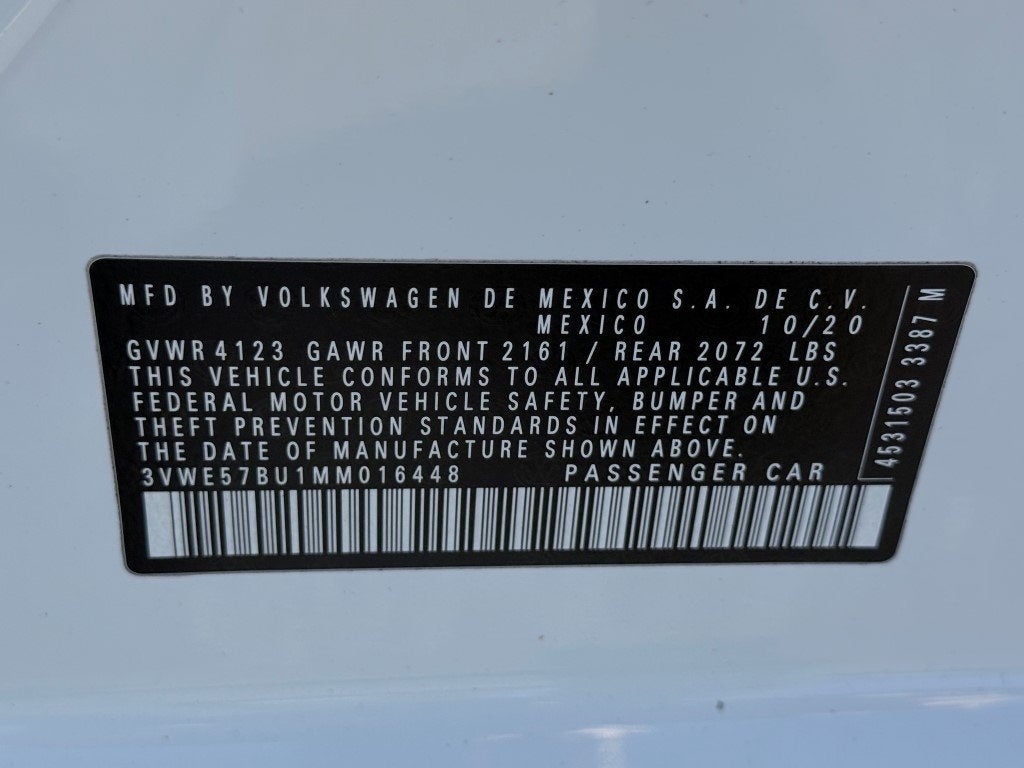 MFD BY VOLKSWAGEN DE MEXICO S.A. DE C.V.
MEXICO 10/20
GVWR 4123 GAWR FRONT 2161 / REAR 2072 LBS
THIS VEHICLE CONFORMS TO ALL APPLICABLE U.S.
FEDERAL MOTOR VEHICLE SAFETY, BUMPER AND
THEFT PREVENTION STANDARDS IN EFFECT ON
THE DATE OF MANUFACTURE SHOWN ABOVE.
3VWE57BU1MM016448 PASSENGER CAR
4531503 3387 M